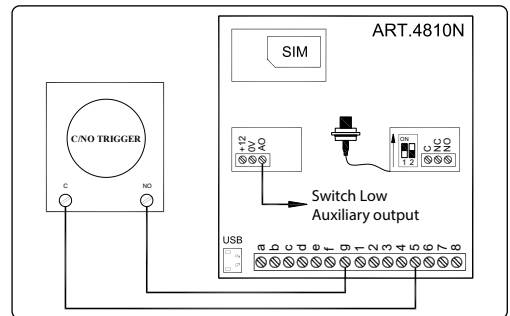 ART.4810N
SIM
C/NO TRIGGER
C
NO
+12
0V
AO
ON
1 2
C
NC
NO
Switch Low
Auxiliary output
USB
a
b
c
d
e
f
g
1
2
3
4
5
6
7
8